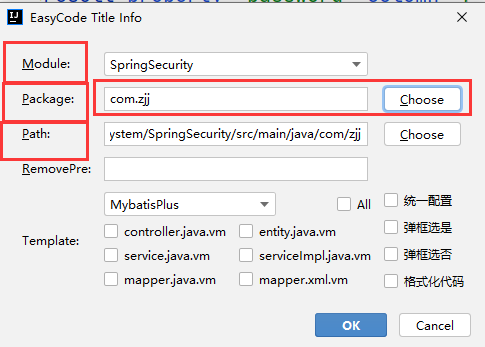 EasyCode Title Info
Module: SpringSecurity
Package: com.zjj Choose
Path: ystem/SpringSecurity/src/main/java/com/zjj Choose
RemovePre:
MybatisPlus All 统一配置
Template: controller.java.vm entity.java.vm 弹框选是
service.java.vm serviceImpl.java.vm 弹框选否
mapper.java.vm mapper.xml.vm 格式化代码
OK Cancel